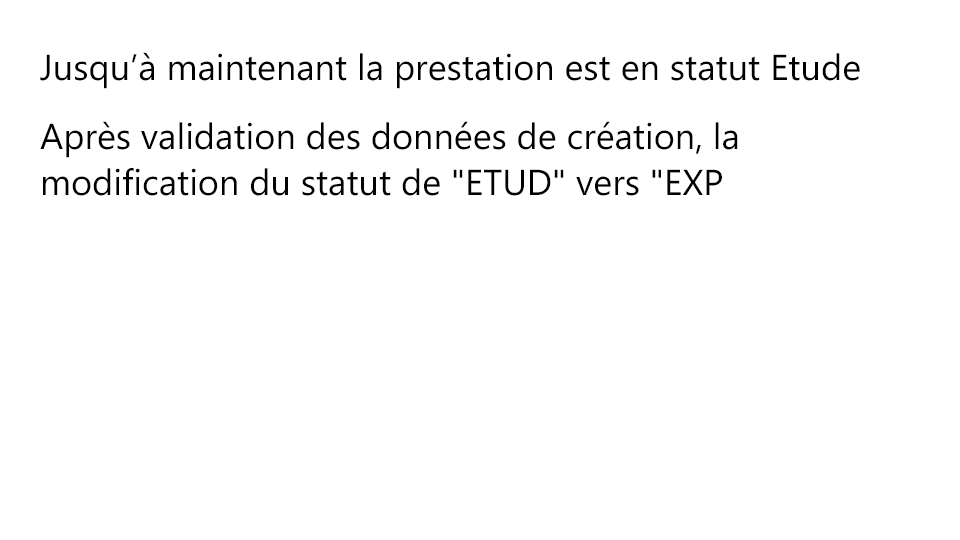 Jusqu’à maintenant la prestation est en statut Etude
Après validation des données de création, la
modification du statut de "ETUD" vers "EXP